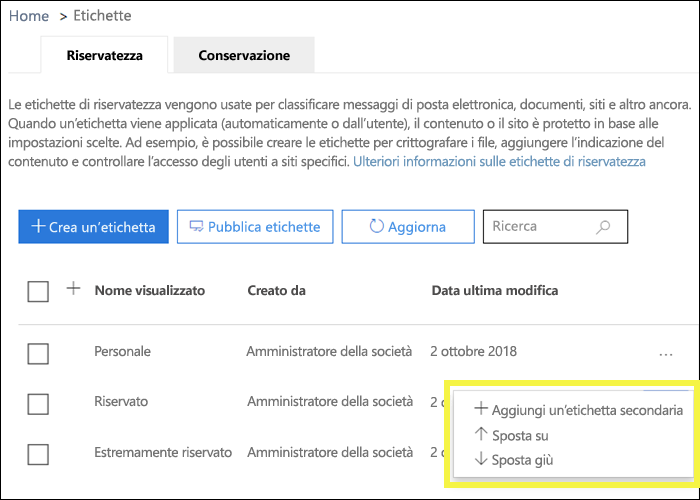 Home > Etichette
Riservatezza Conservazione
Le etichette di riservatezza vengono usate per classificare messaggi di posta elettronica, documenti, siti e altro ancora.
Quando un'etichetta viene applicata (automaticamente o dall'utente), il contenuto o il sito è protetto in base alle
impostazioni scelte. Ad esempio, è possibile creare le etichette per crittografare i file, aggiungere l'indicazione del
contenuto e controllare l'accesso degli utenti a siti specifici. Ulteriori informazioni sulle etichette di riservatezza
+ Crea un'etichetta Pubblica etichette Aggiorna Ricerca
+ Nome visualizzato Creato da Data ultima modifica
Personale Amministratore della società 2 ottobre 2018 ...
Riservato Amministratore della società 2
+ Aggiungi un'etichetta secondaria
↑ Sposta su
Estremamente riservato Amministratore della società 2
↓ Sposta giù